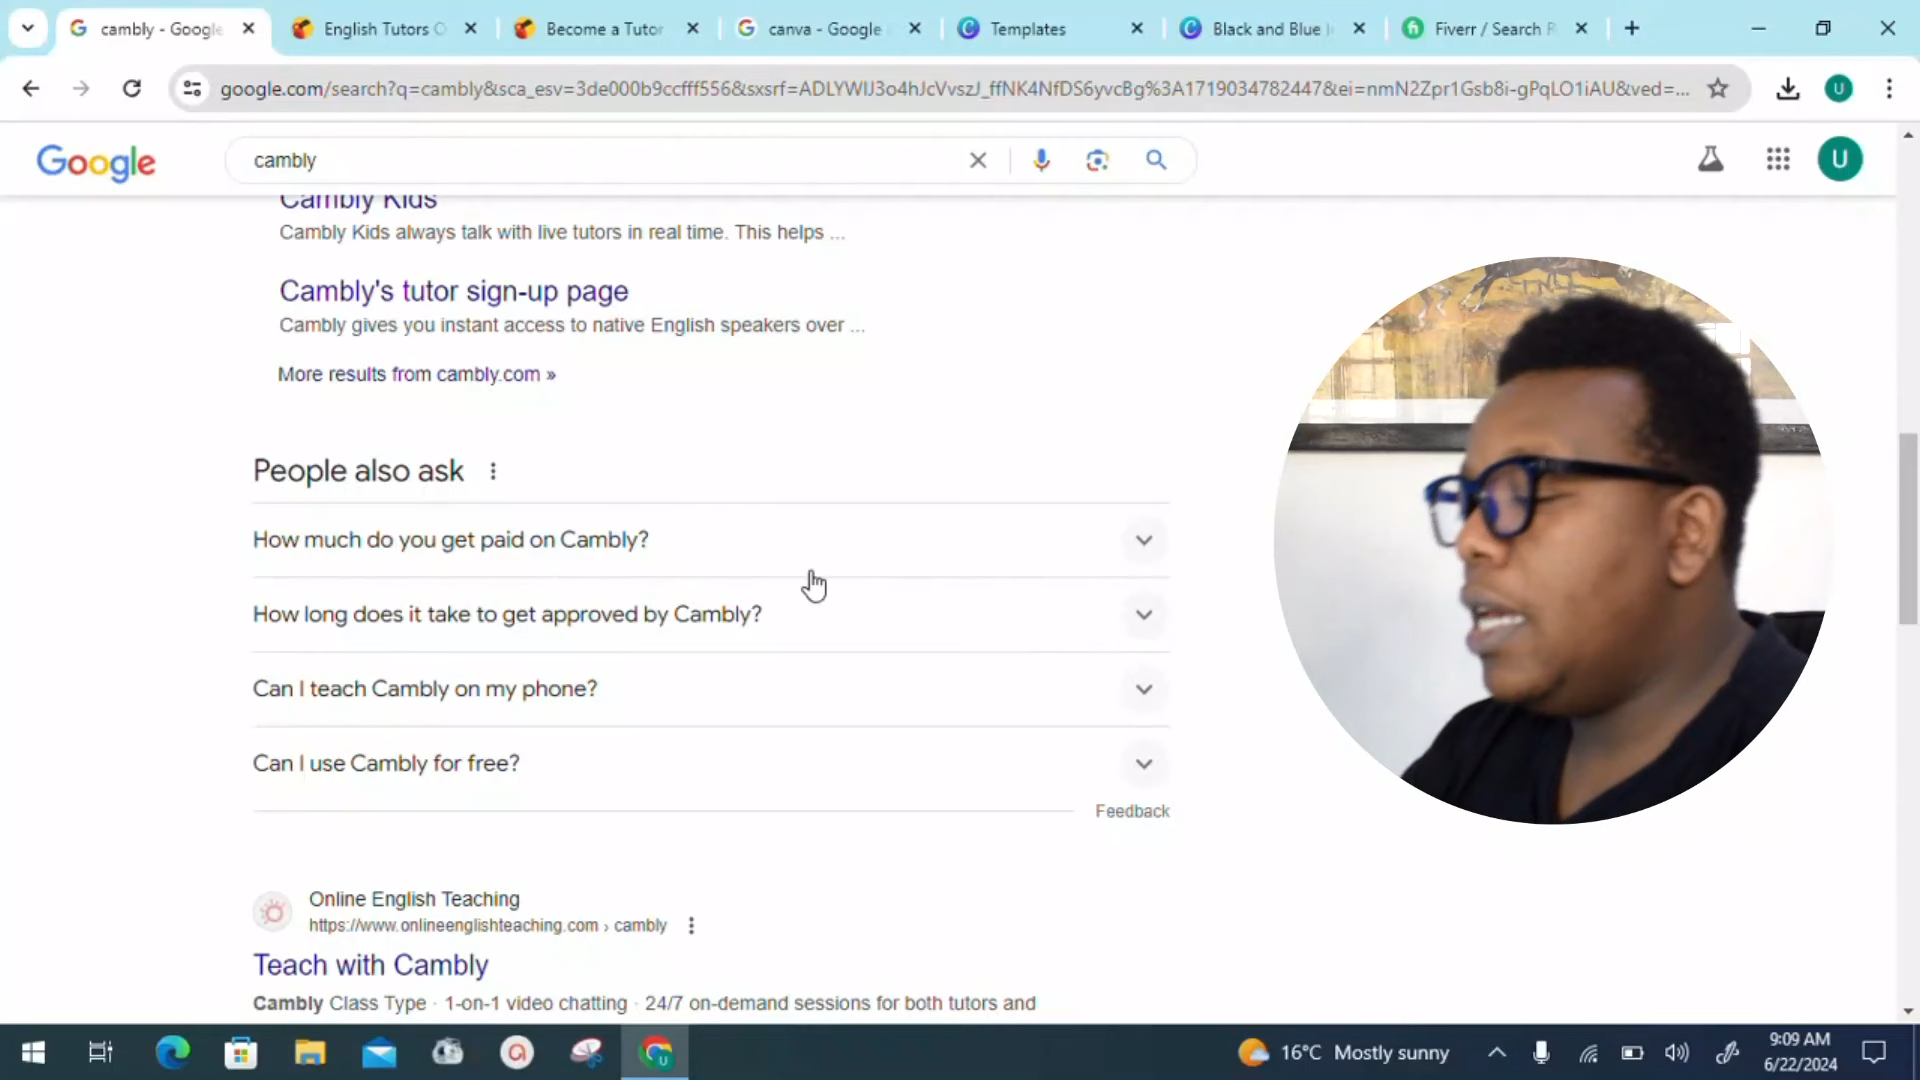 cambly - Google
English Tutors O
Become a Tutor
canva - Google
Templates
Black and Blue
Fiverr / Search R
google.com/search?q=cambly&sca_esv=3de000b9ccfff556&sxsrf=ADLYWIJ3o4hJcVvszJ_ffNK4NfDS6yvcBg%3A1719034782447&ei=nmN2Zpr1Gsb8i-gPqLO1iAU&ved=...
U
Google
cambly
U
Cambly Kids
Cambly Kids always talk with live tutors in real time. This helps ...
Cambly's tutor sign-up page
Cambly gives you instant access to native English speakers over ...
More results from cambly.com »
People also ask
How much do you get paid on Cambly?
How long does it take to get approved by Cambly?
Can I teach Cambly on my phone?
Can I use Cambly for free?
Feedback
Online English Teaching
https://www.onlineenglishteaching.com › cambly
Teach with Cambly
Cambly Class Type · 1-on-1 video chatting · 24/7 on-demand sessions for both tutors and
16°C Mostly sunny
9:09 AM
6/22/2024